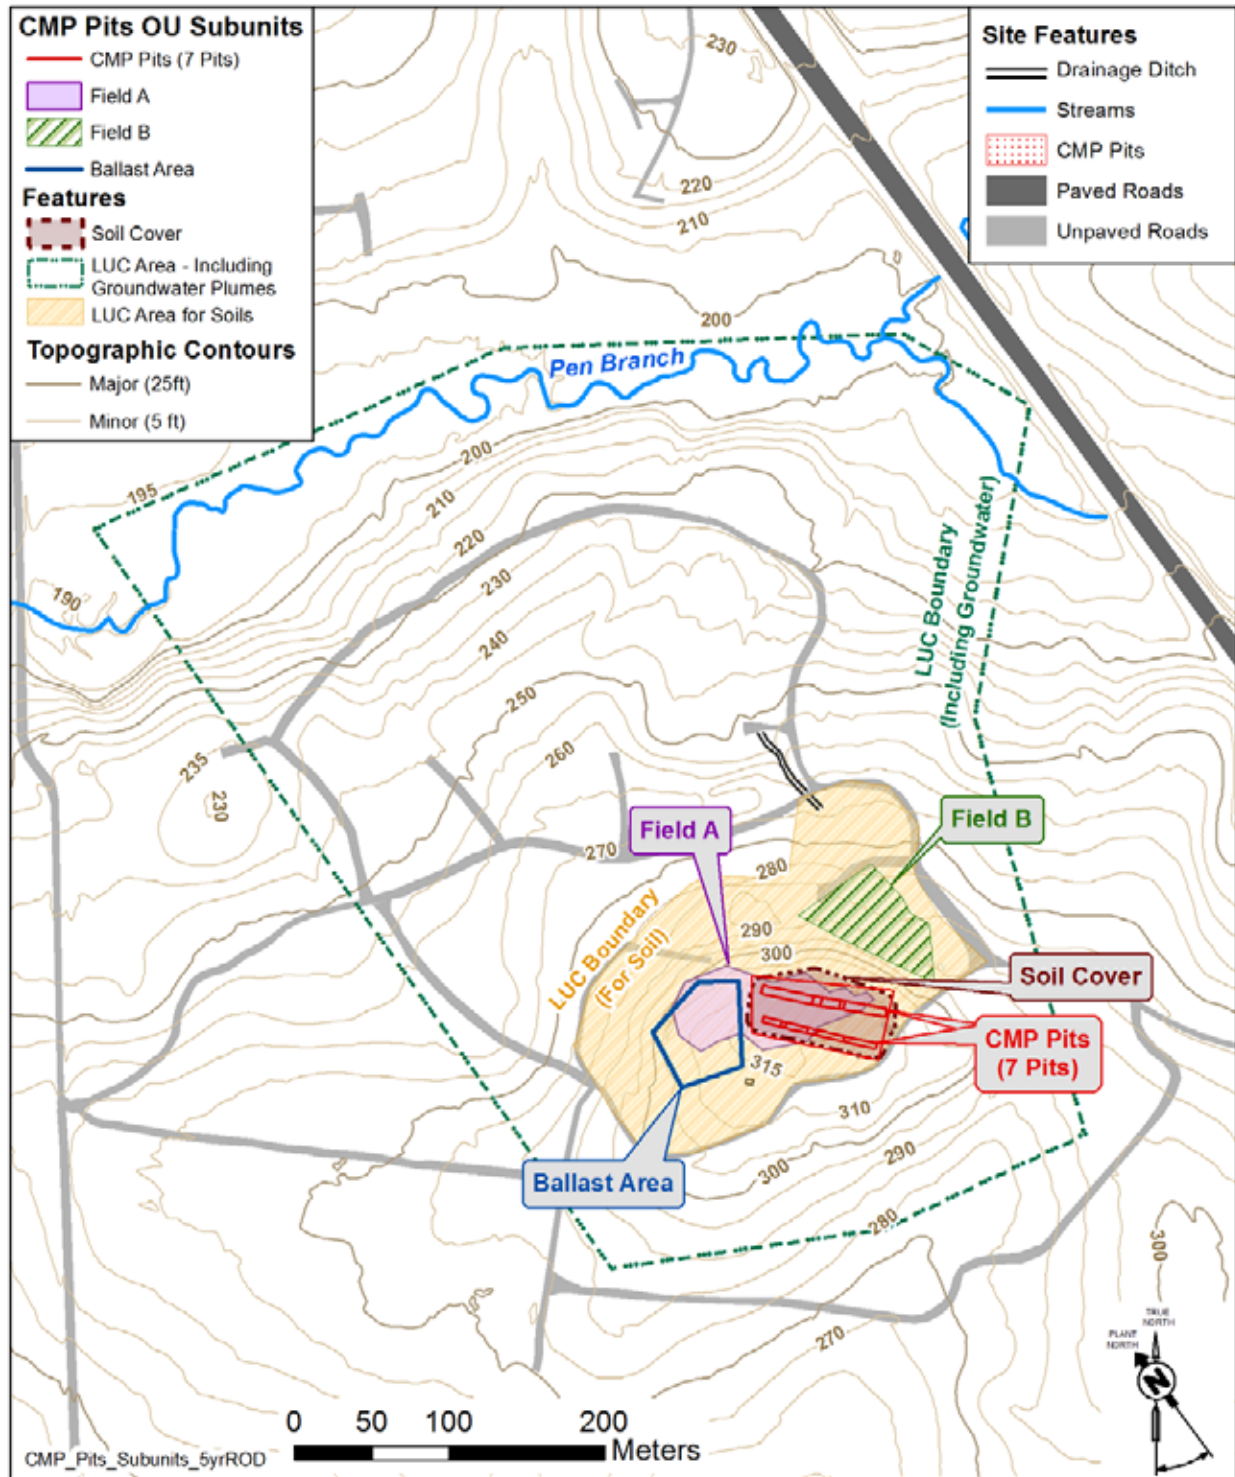 CMP Pits OU Subunits
CMP Pits (7 Pits)
Field A
Field B
Ballast Area
Features
Soil Cover
LUC Area - Including
Groundwater Plumes
LUC Area for Soils
Topographic Contours
Major (25ft)
Minor (5 ft)
Site Features
Drainage Ditch
Streams
CMP Pits
Paved Roads
Unpaved Roads
230
220
210
200
Pen Branch
195
200
210
190
220
230
240
250
260
235
230
LUC Boundary
(Including Groundwater)
Field A
Field B
270
280
290
300
LUC Boundary
(For Soil)
Soil Cover
CMP Pits
(7 Pits)
315
310
300
290
280
Ballast Area
300
270
TRUE
NORTH
PLANT
NORTH
N
0 50 100 200
Meters
CMP_Pits_Subunits_5yrROD